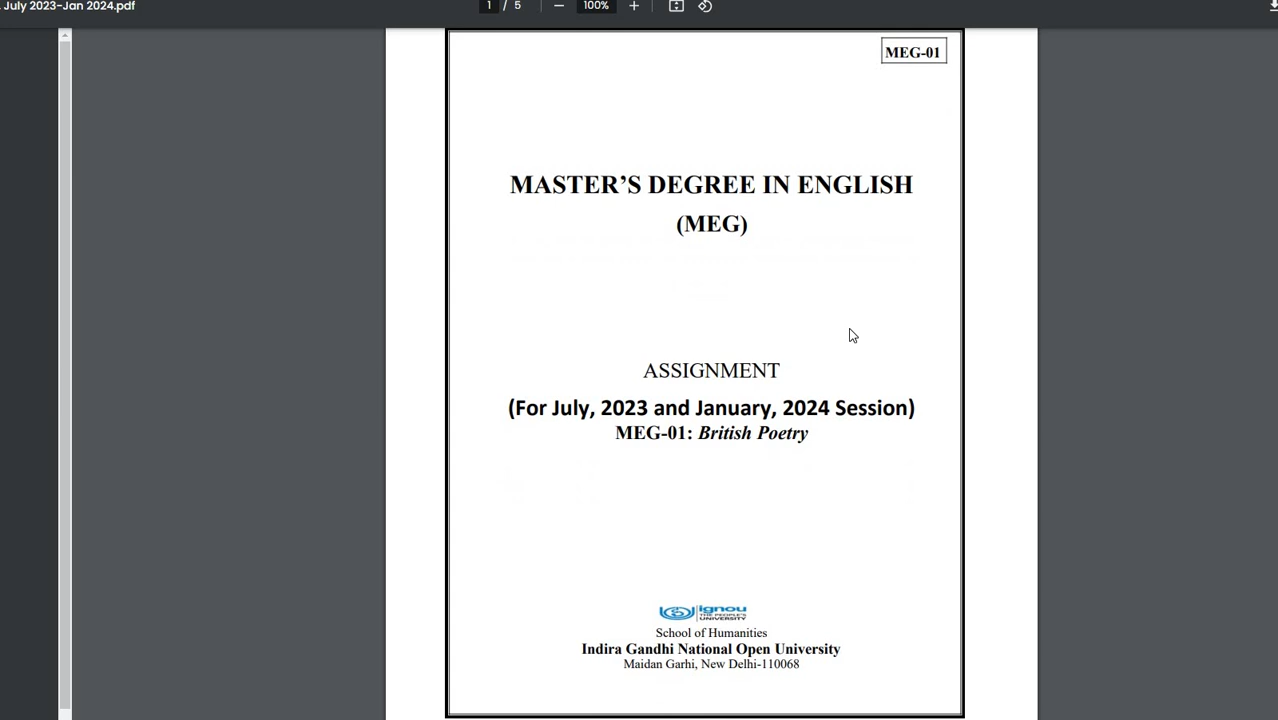 July 2023-Jan 2024.pdf
1 / 5
100%
MEG-01
MASTER'S DEGREE IN ENGLISH
(MEG)
ASSIGNMENT
(For July, 2023 and January, 2024 Session)
MEG-01: British Poetry
ignou
THE PEOPLE'S
UNIVERSITY
School of Humanities
Indira Gandhi National Open University
Maidan Garhi, New Delhi-110068